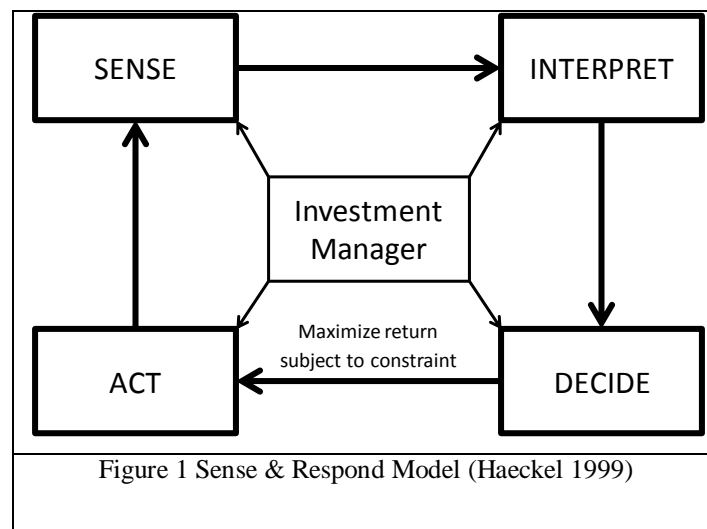 SENSE
INTERPRET
Investment
Manager
Maximize return
subject to constraint
ACT
DECIDE
Figure 1 Sense & Respond Model (Haeckel 1999)